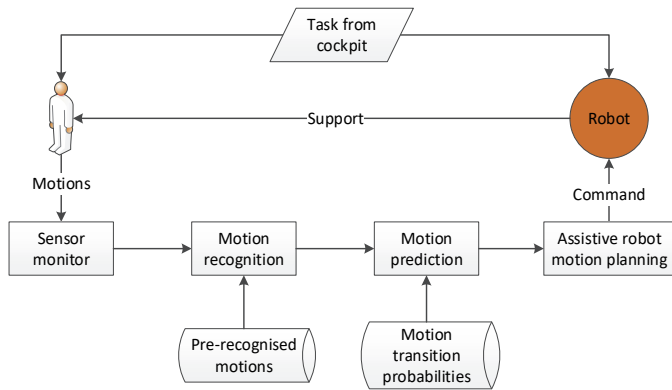 Task from
cockpit
Support
Robot
Motions
Command
Sensor
monitor
Motion
recognition
Motion
prediction
Assistive robot
motion planning
Pre-recognised
motions
Motion
transition
probabilities